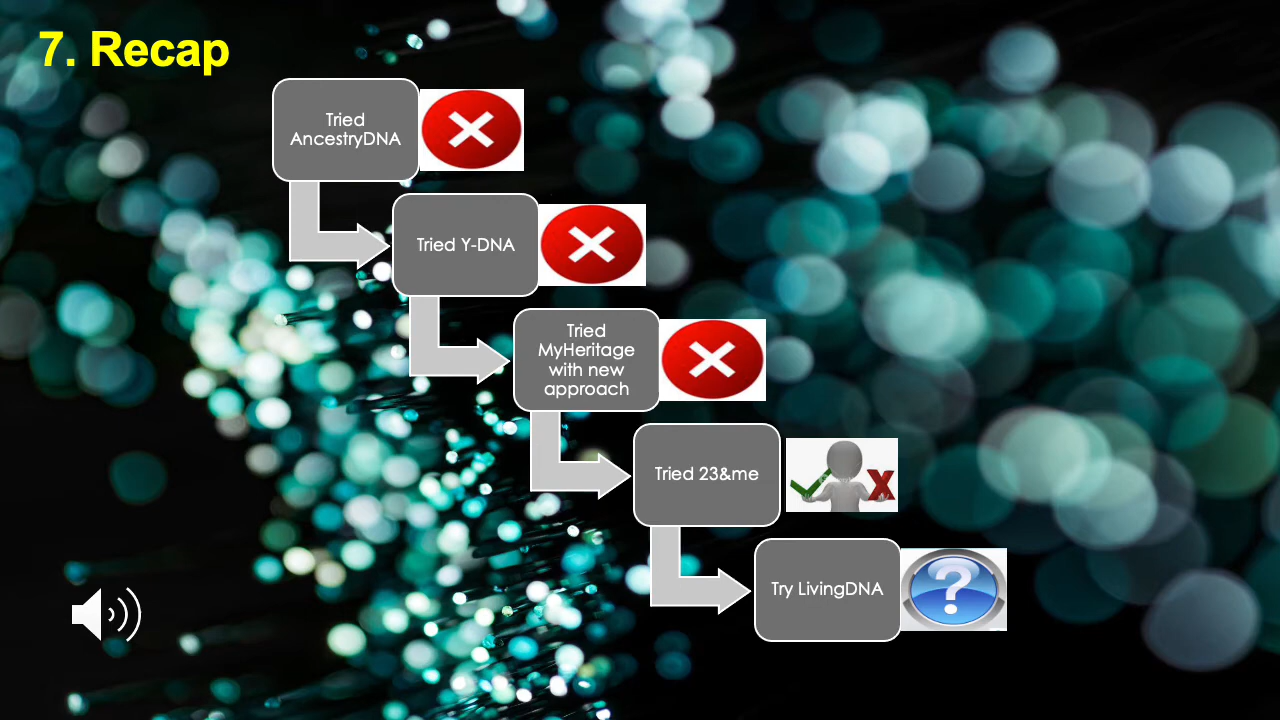 7. Recap
Tried
AncestryDNA
Tried Y-DNA
Tried
MyHeritage
with new
approach
Tried 23&me
Try LivingDNA
?